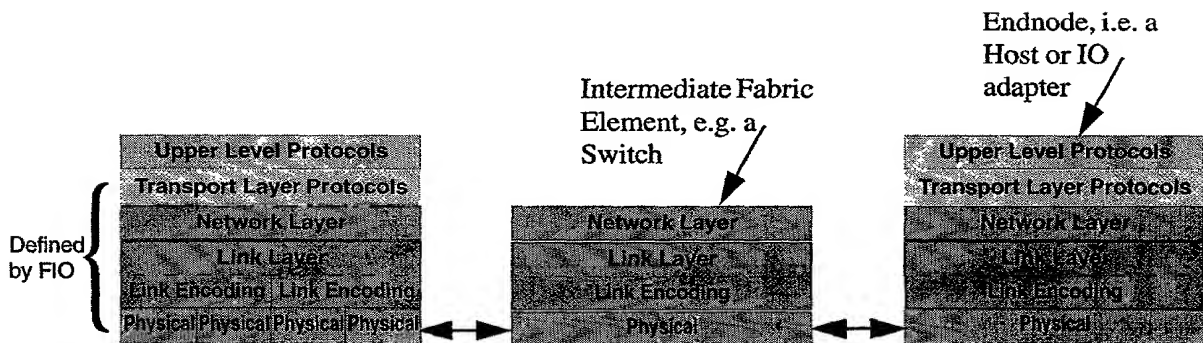 Endnode, i.e. a
Host or IO
adapter
Intermediate Fabric
Element, e.g. a
Switch
Upper Level Protocols
Transport Layer Protocols
Network Layer
Link Layer
Link Encoding Link Encoding
Physical Physical Physical Physical
Defined
by FIO
Network Layer
Link Layer
Link Encoding
Physical
Upper Level Protocols
Transport Layer Protocols
Network Layer
Link Layer
Link Encoding
Physical